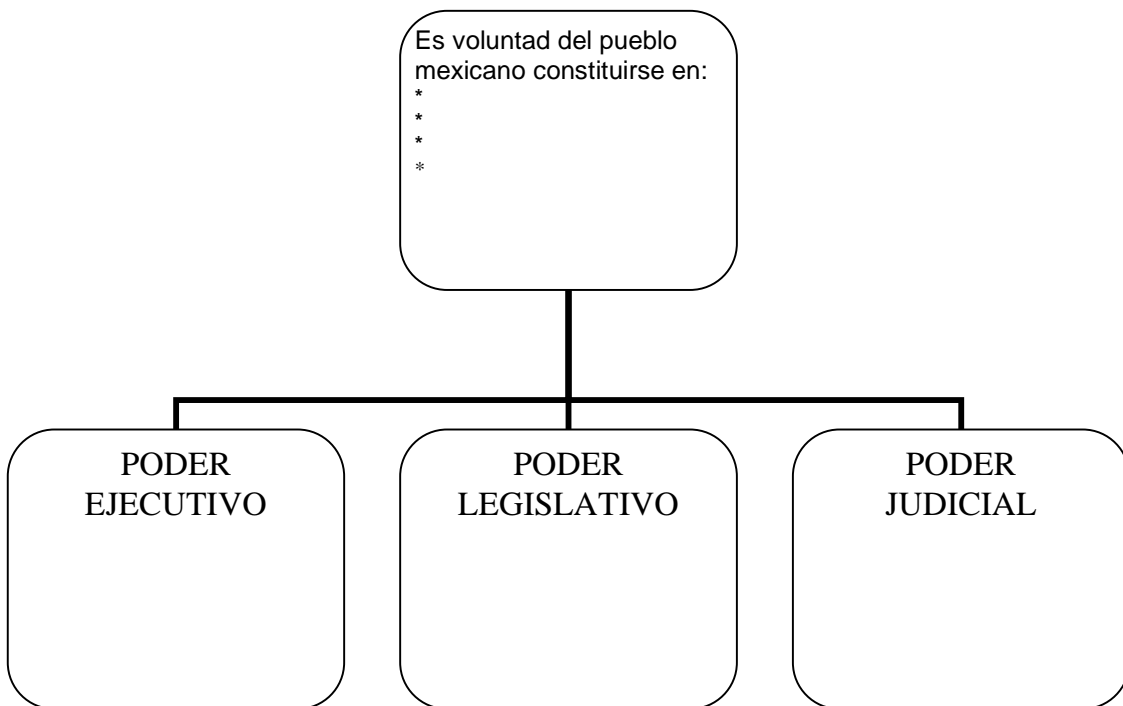 Es voluntad del pueblo
mexicano constituirse en:
*
*
*
*
PODER
EJECUTIVO
PODER
LEGISLATIVO
PODER
JUDICIAL